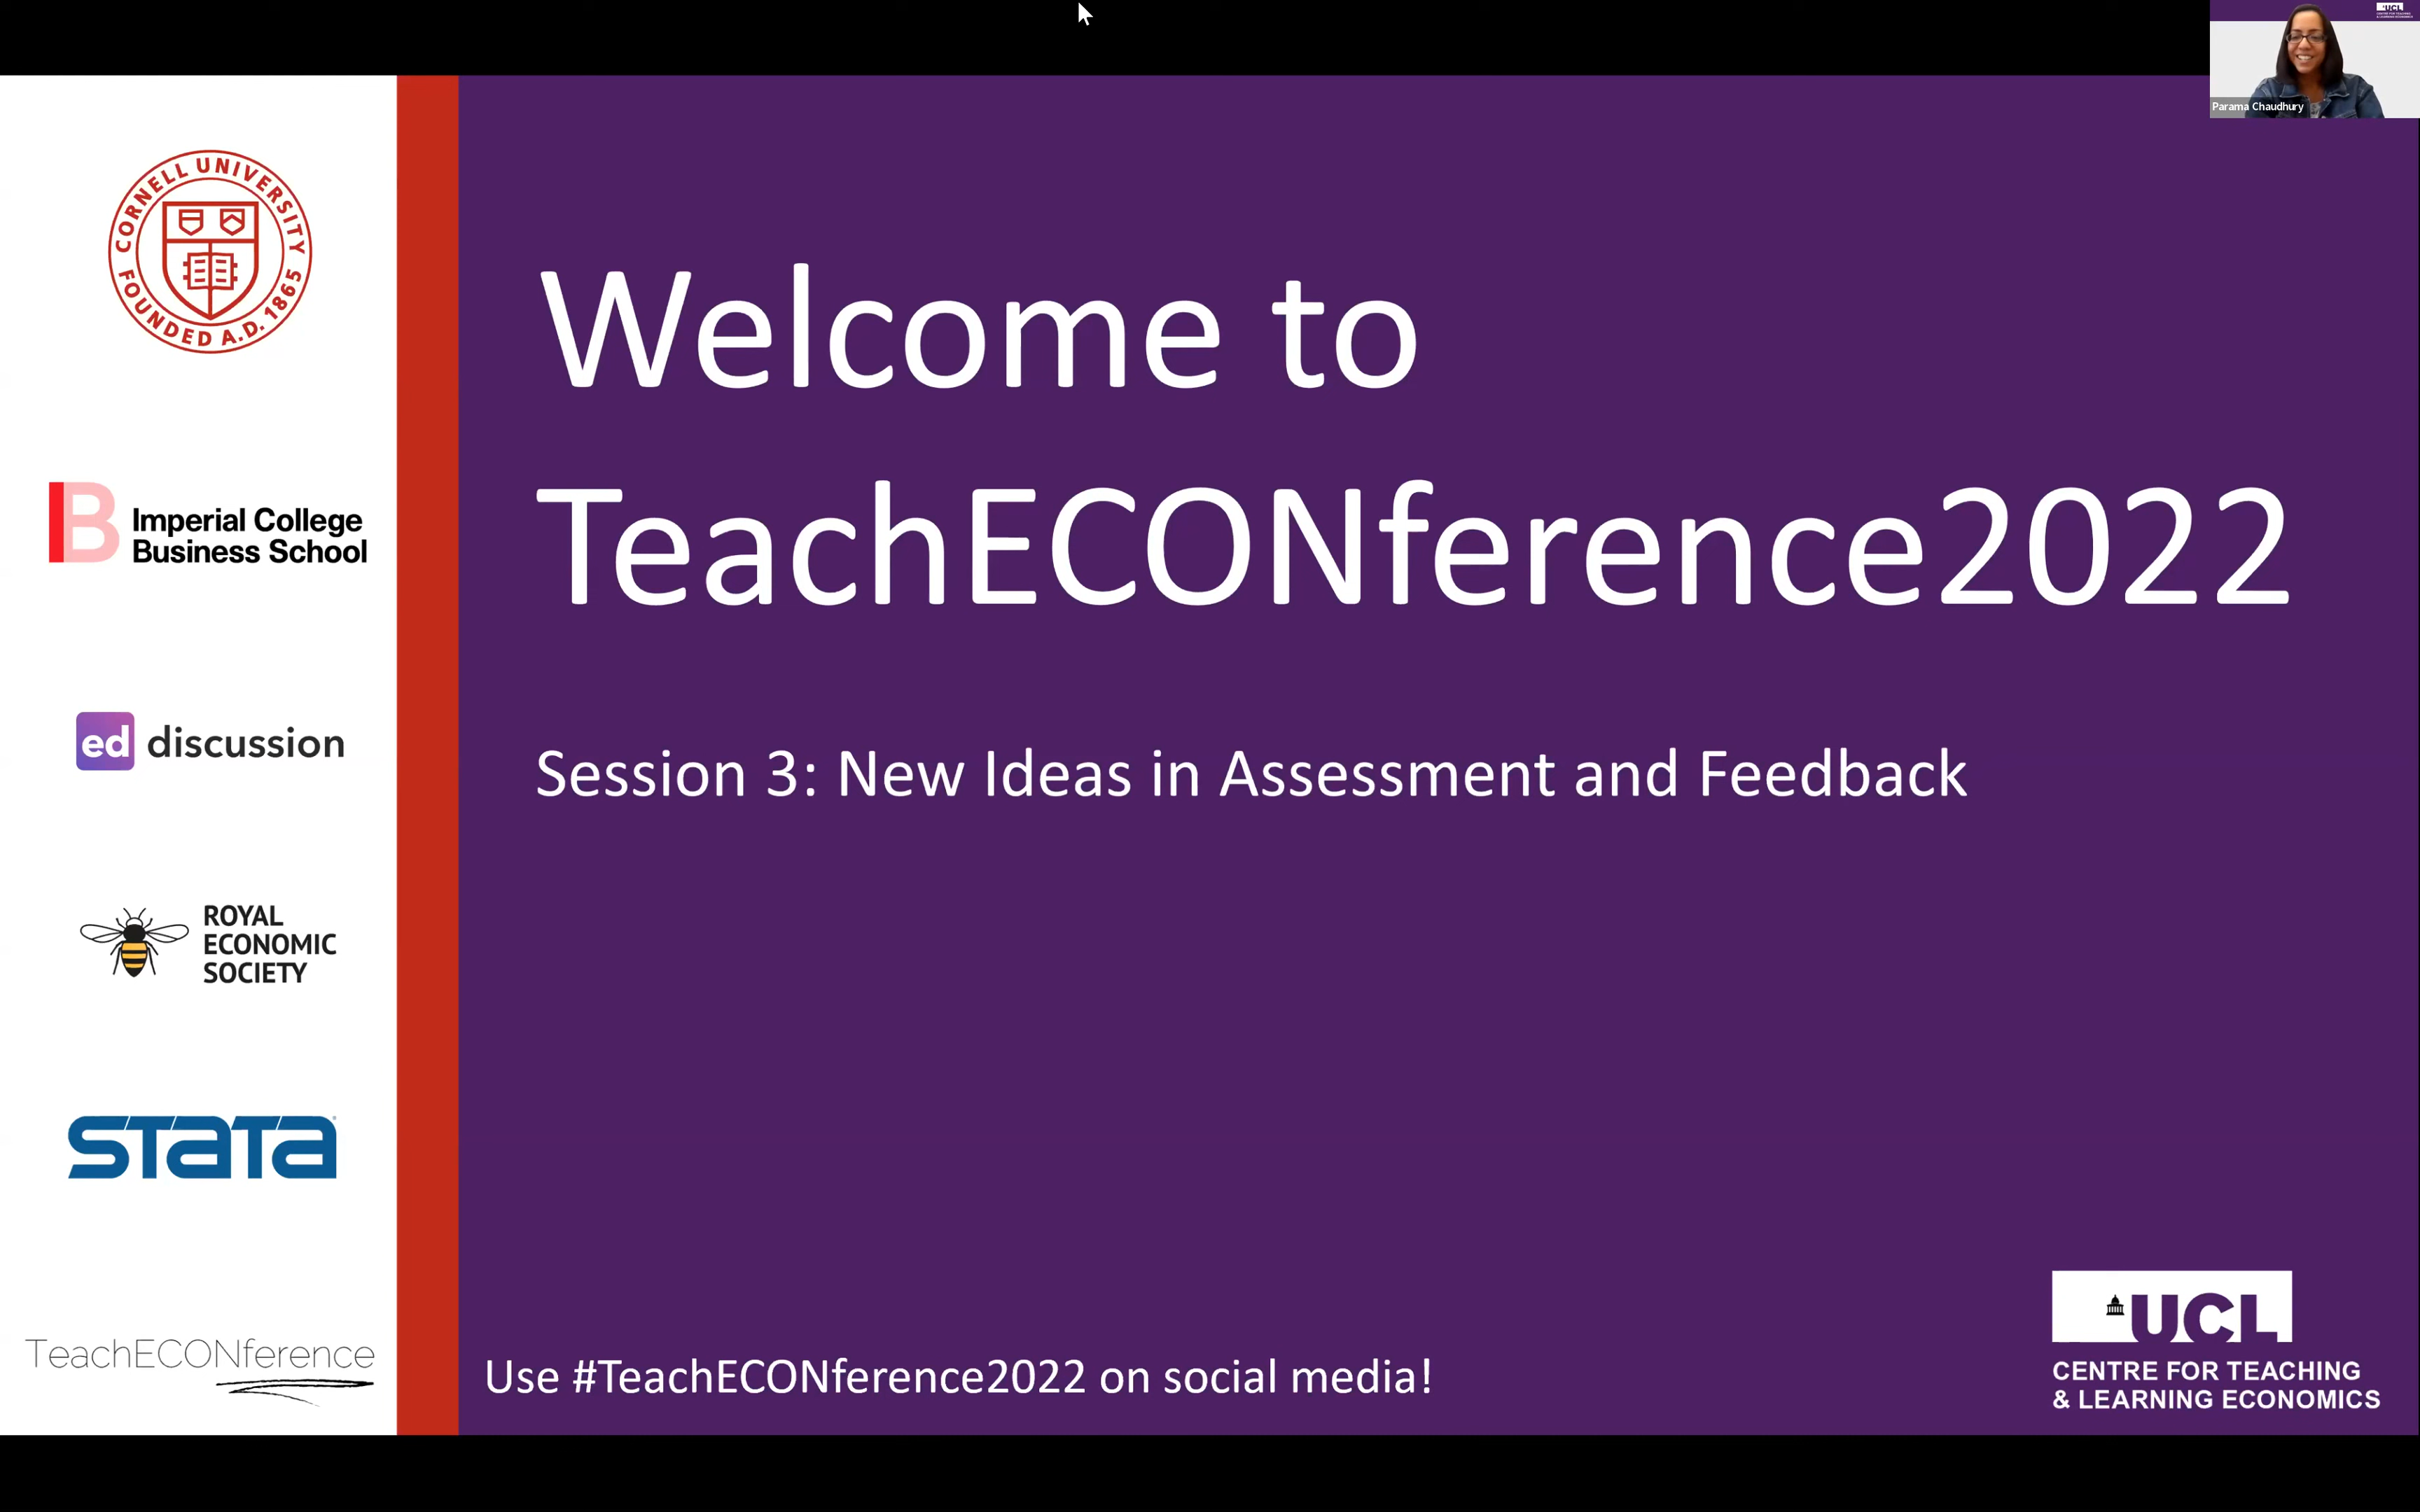 UCL
Parama Chaudhury
CORNELL UNIVERSITY
FOUNDED A.D. 1865
B Imperial College
Business School
ed discussion
ROYAL
ECONOMIC
SOCIETY
STATA
TeachECONference
Welcome to
TeachECONference2022
Session 3: New Ideas in Assessment and Feedback
Use #TeachECONference2022 on social media!
UCL
CENTRE FOR TEACHING
& LEARNING ECONOMICS